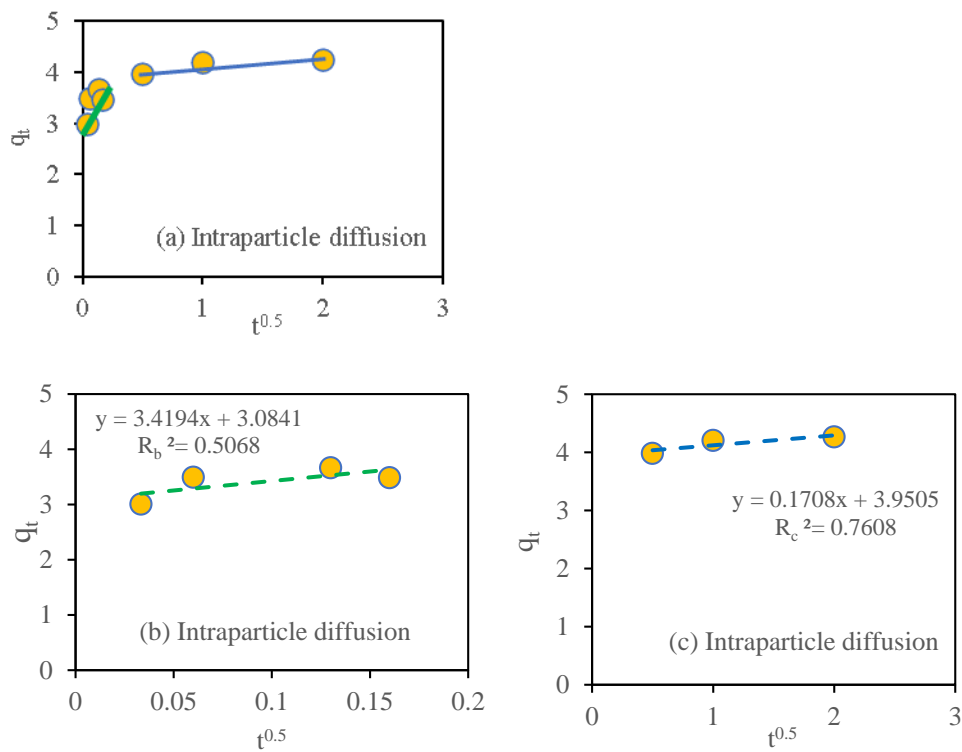 5
4
3
2
1
0
q_t
(a) Intraparticle diffusion
0 1 2 3
t^0.5
5
4
3
2
1
0
q_t
y = 3.4194x + 3.0841
R_b ²= 0.5068
(b) Intraparticle diffusion
0 0.05 0.1 0.15 0.2
t^0.5
5
4
3
2
1
0
q_t
y = 0.1708x + 3.9505
R_c ²= 0.7608
(c) Intraparticle diffusion
0 1 2 3
t^0.5